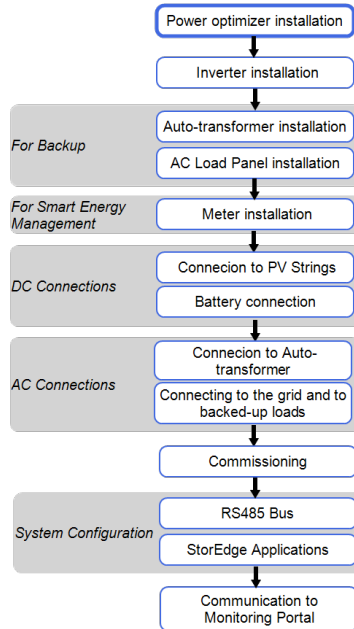 Power optimizer installation
Inverter installation
For Backup
Auto-transformer installation
AC Load Panel installation
For Smart Energy
Management
Meter installation
DC Connections
Connecion to PV Strings
Battery connection
AC Connections
Connecion to Auto-
transformer
Connecting to the grid and to
backed-up loads
Commissioning
System Configuration
RS485 Bus
StorEdge Applications
Communication to
Monitoring Portal